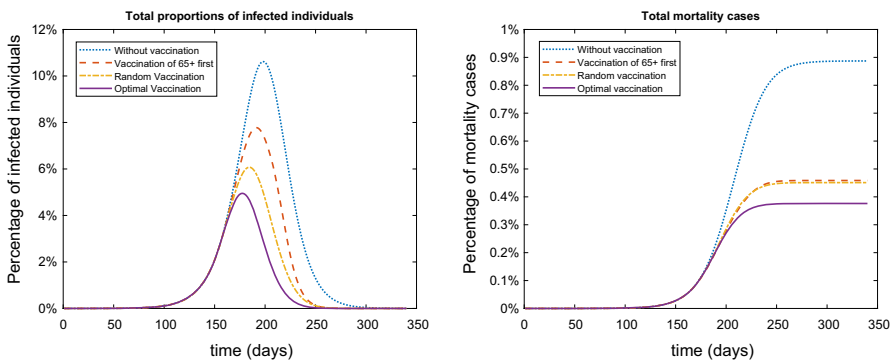 Total proportions of infected individuals
12%
10%
8%
6%
4%
2%
0%
Percentage of infected individuals
Without vaccination
Vaccination of 65+ first
Random Vaccination
Optimal Vaccination
0 50 100 150 200 250 300 350
time (days)
Total mortality cases
1%
0.9%
0.8%
0.7%
0.6%
0.5%
0.4%
0.3%
0.2%
0.1%
0%
Percentage of mortality cases
Without vaccination
Vaccination of 65+ first
Random vaccination
Optimal vaccination
0 50 100 150 200 250 300 350
time (days)